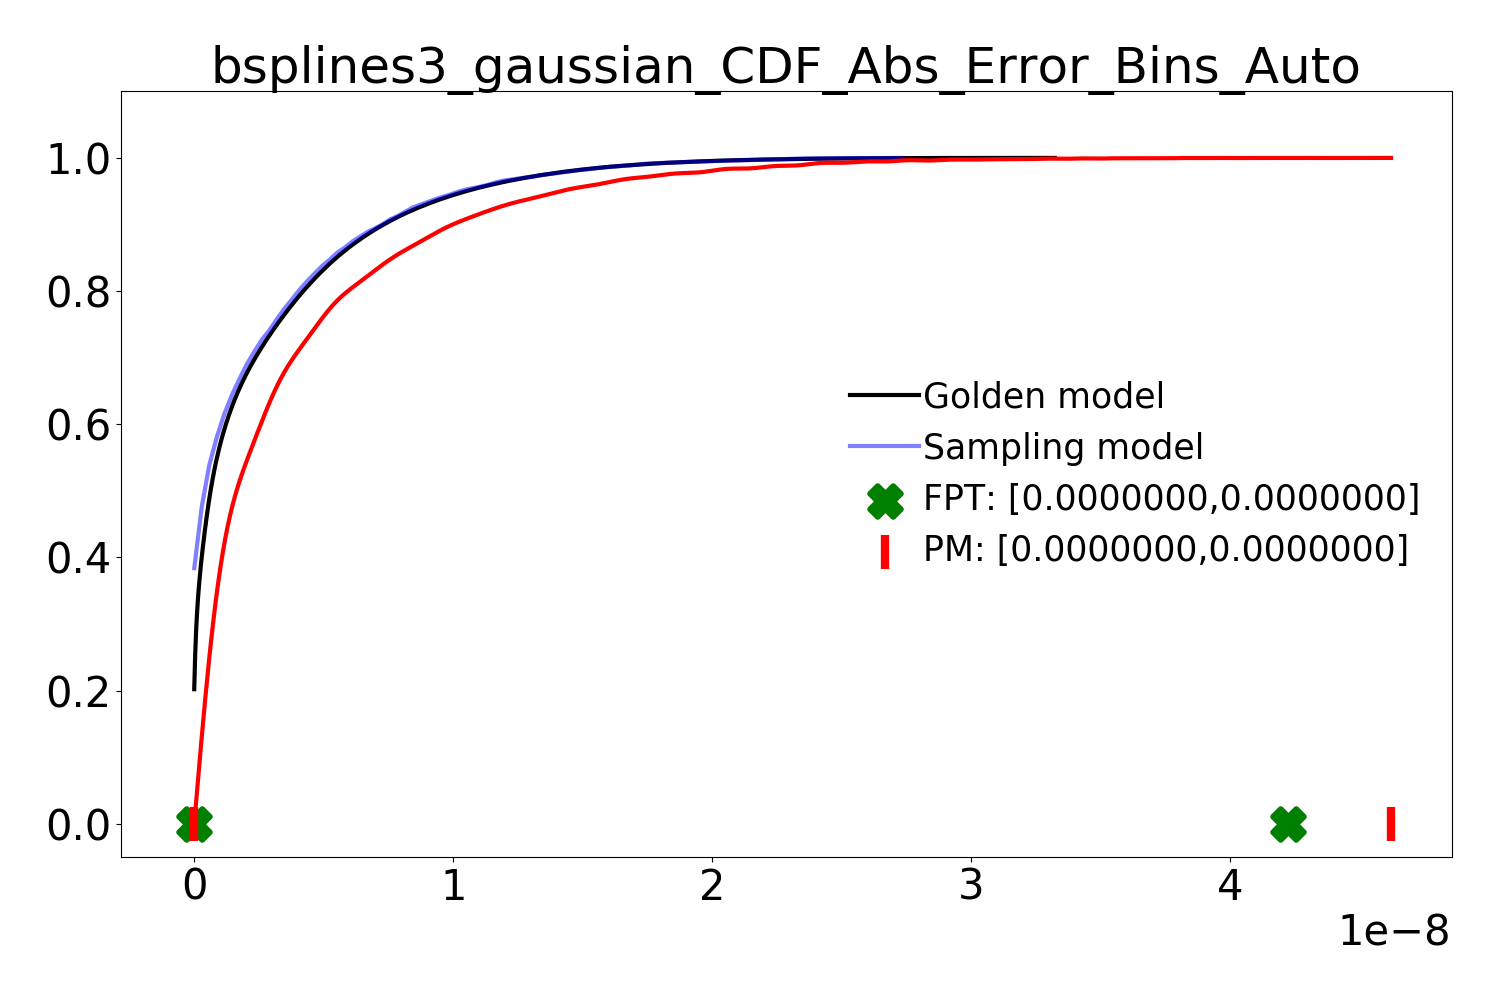 bsplines3_gaussian_CDF_Abs_Error_Bins_Auto
1.0
0.8
0.6
0.4
0.2
0.0
Golden model
Sampling model
FPT: [0.0000000,0.0000000]
PM: [0.0000000,0.0000000]
0 1 2 3 4
1e−8